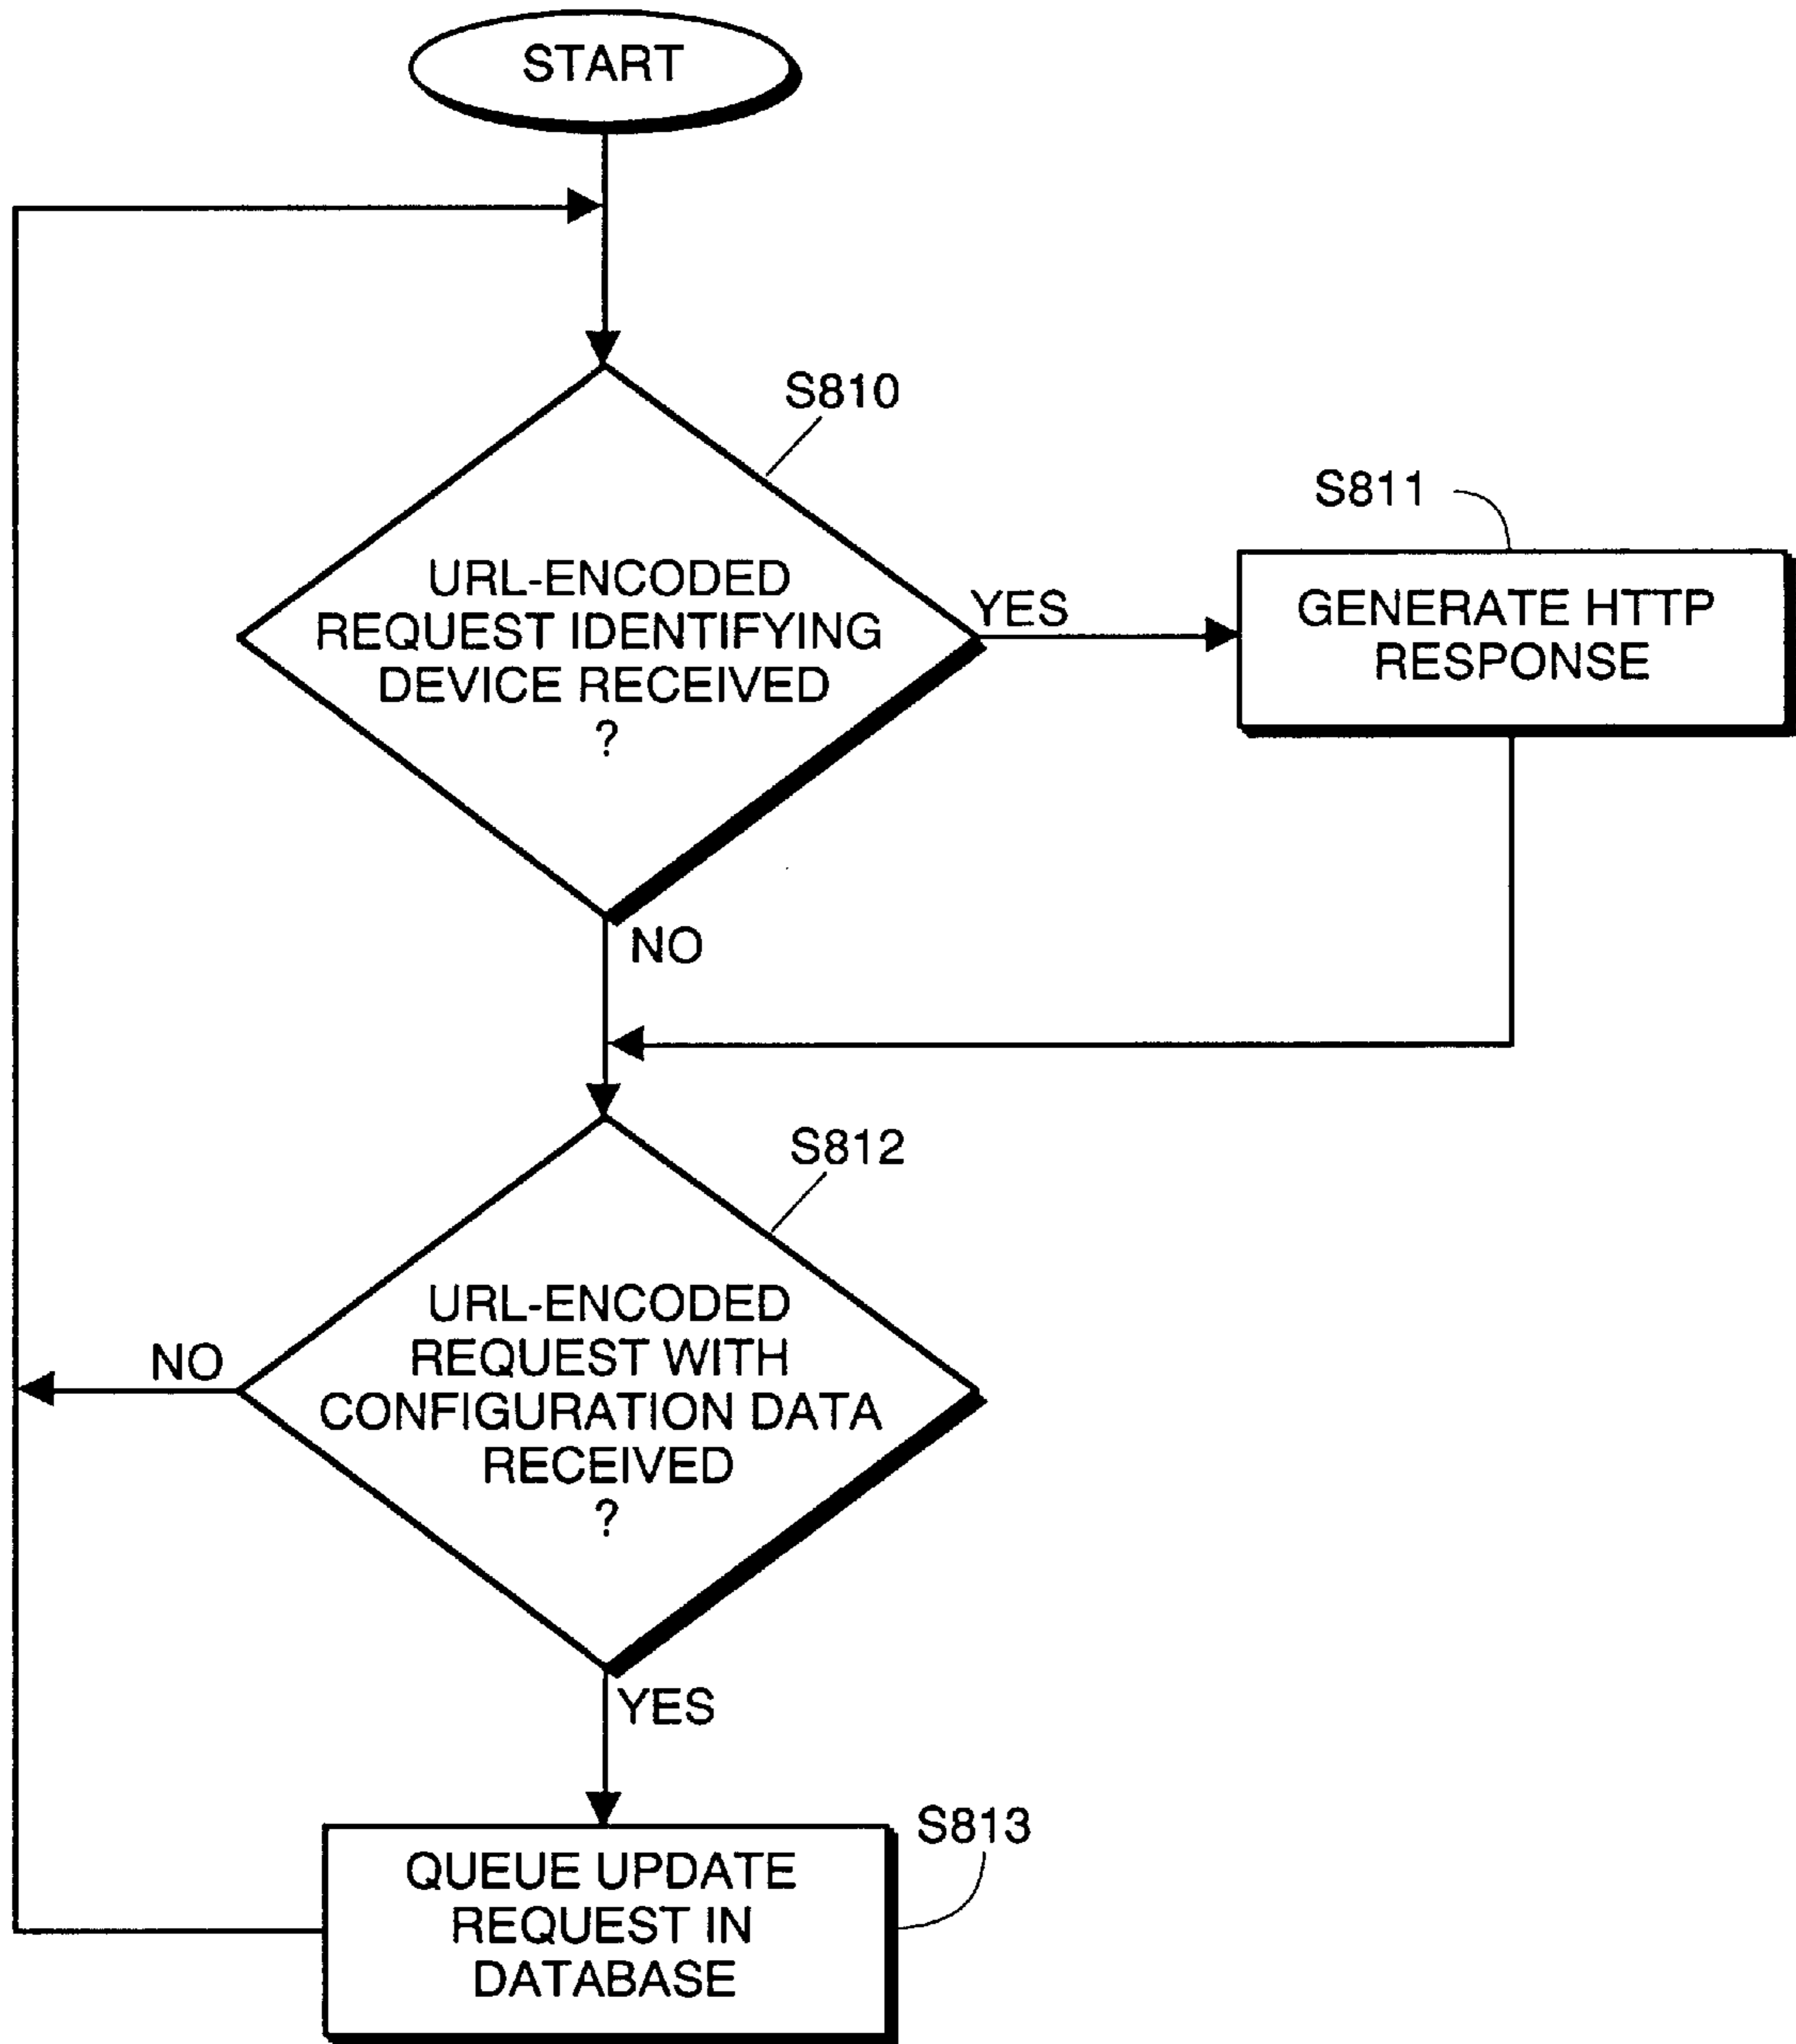 START
S810
URL-ENCODED
REQUEST IDENTIFYING
DEVICE RECEIVED
?
YES
S811
GENERATE HTTP
RESPONSE
NO
S812
URL-ENCODED
REQUEST WITH
CONFIGURATION DATA
RECEIVED
?
NO
YES
S813
QUEUE UPDATE
REQUEST IN
DATABASE